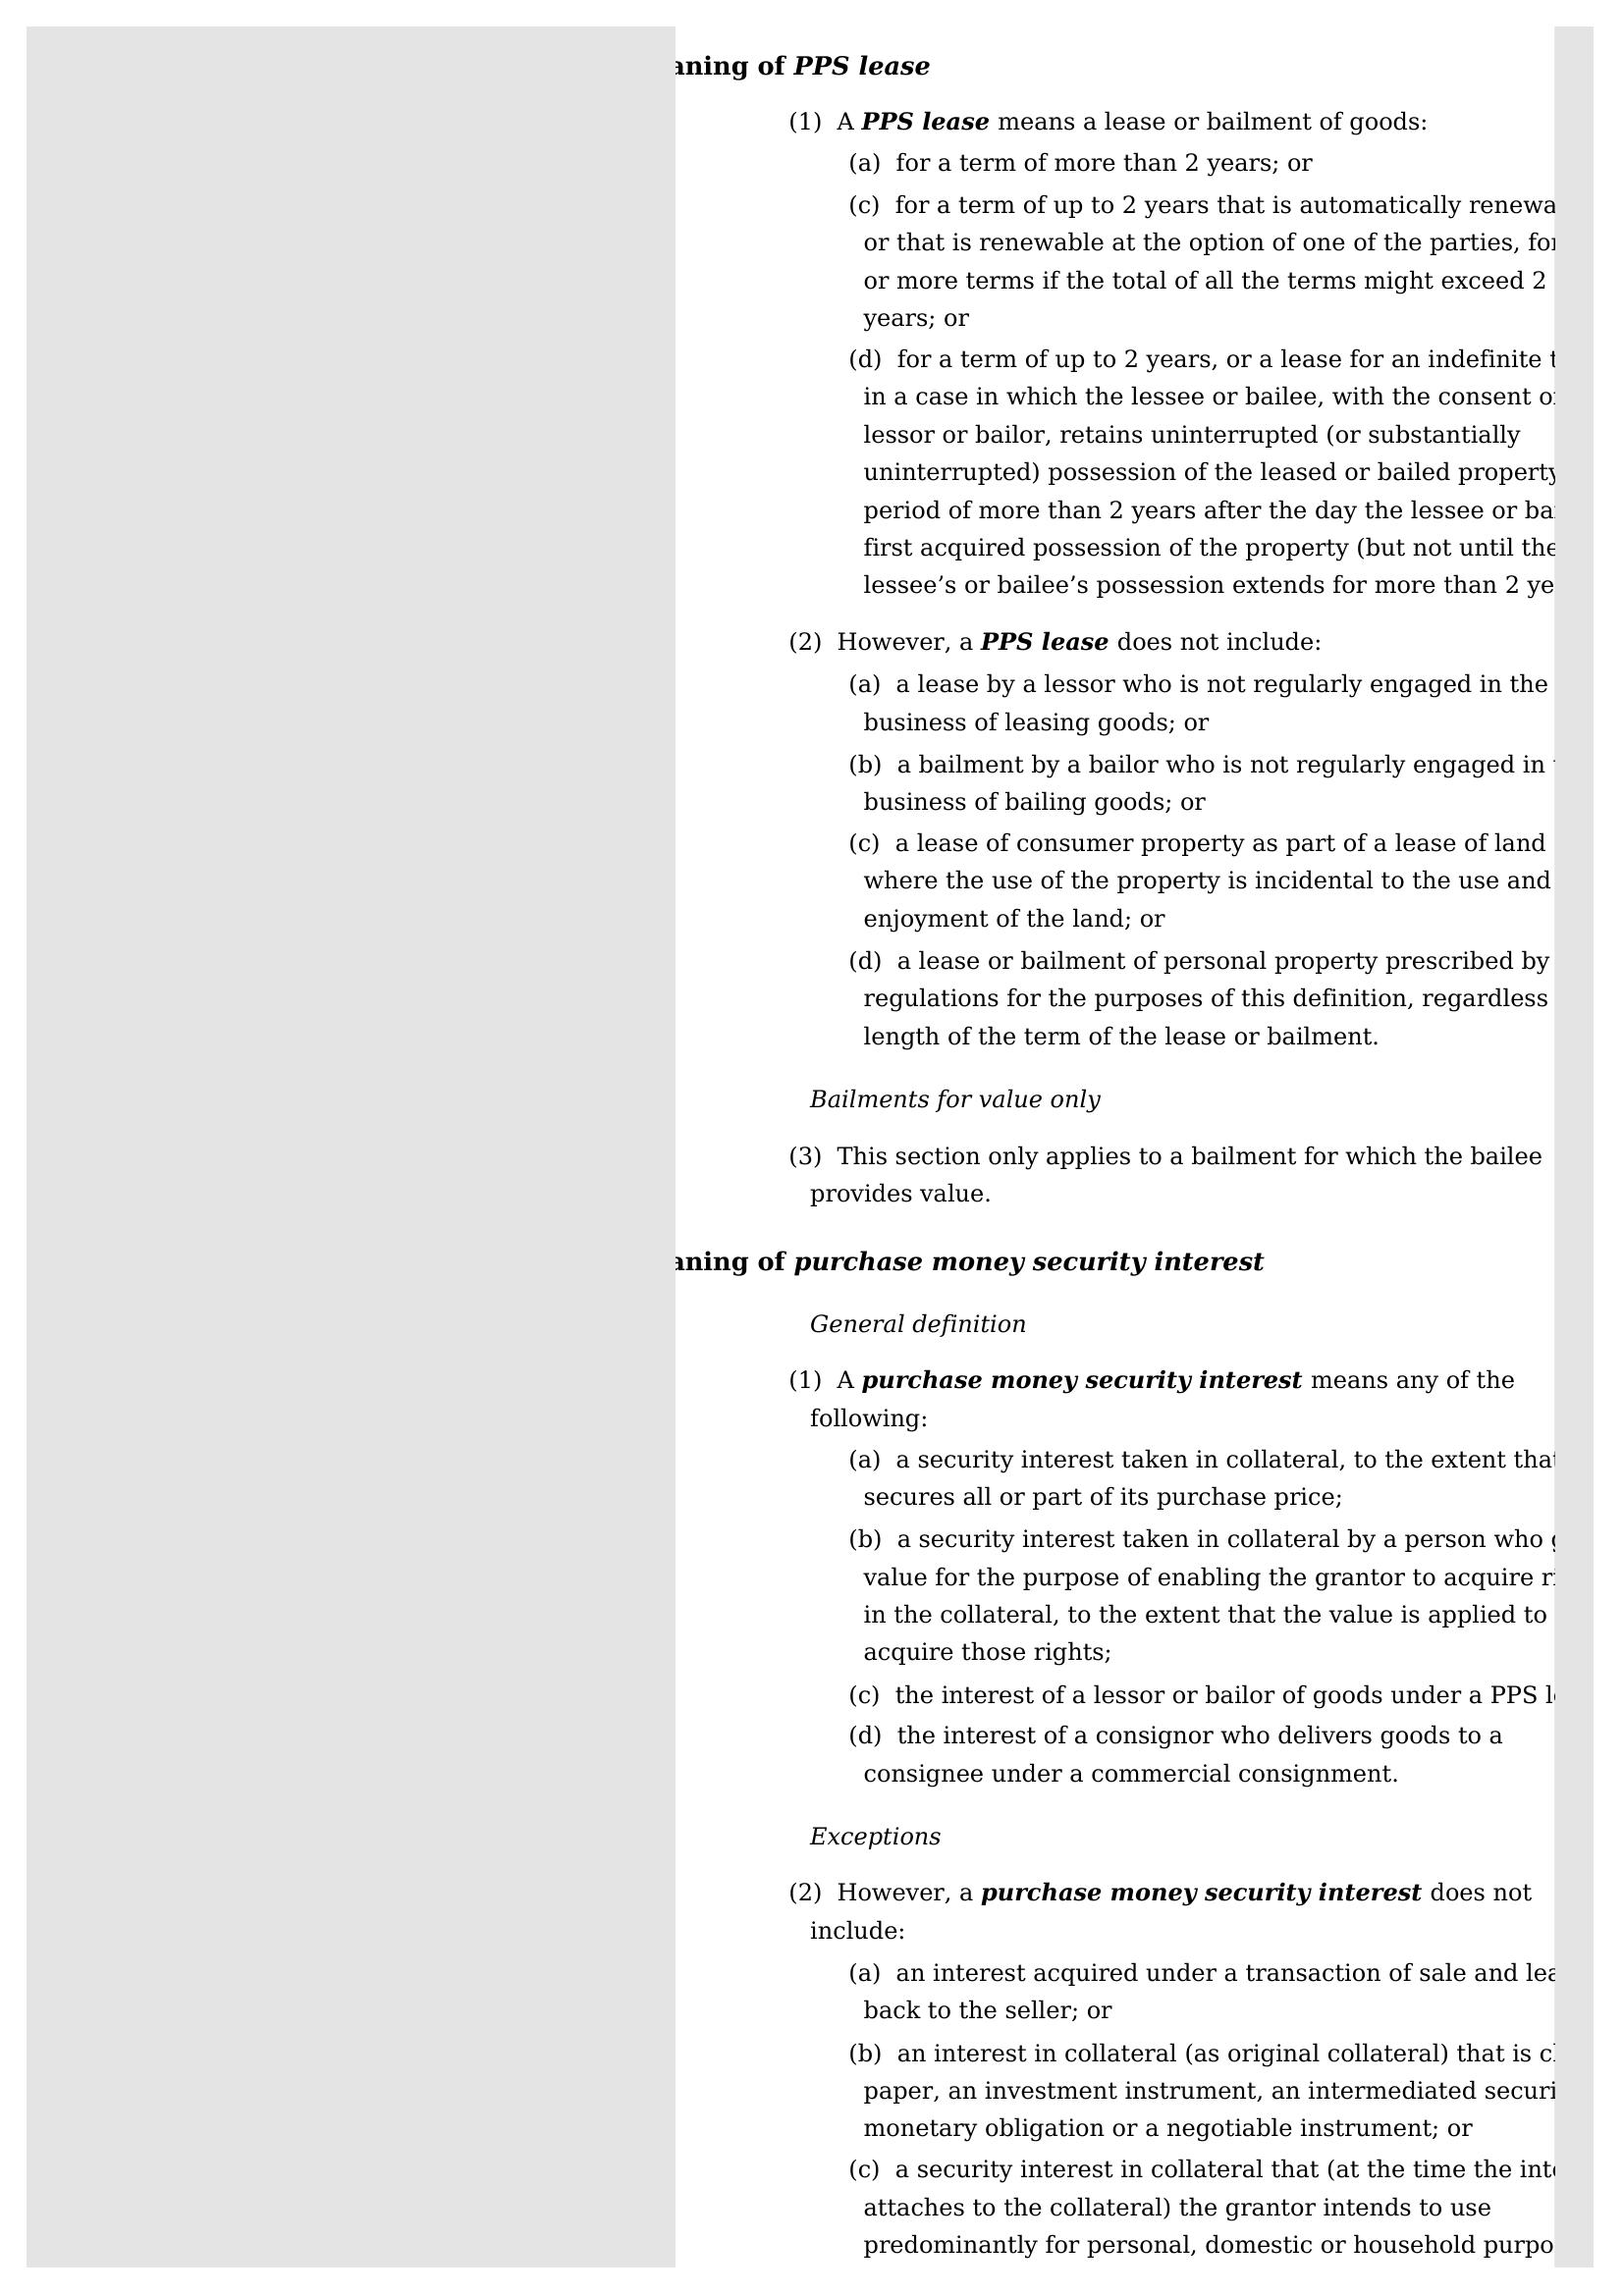 of PPS lease
(1) A PPS lease means a lease or bailment of goods:
(a) for a term of more than 2 years; or
(c) for a term of up to 2 years that is automatically
or that is renewable at the option of one of the parties,
or more terms if the total of all the terms might exceed 2
years; or
(d) for a term of up to 2 years, or a lease for an indefinite
in a case in which the lessee or bailee, with the consent
lessor or bailor, retains uninterrupted (or substantially
uninterrupted) possession of the leased or bailed property
period of more than 2 years after the day the lessee or
first acquired possession of the property (but not until the
lessee’s or bailee’s possession extends for more than 2
(2) However, a PPS lease does not include:
(a) a lease by a lessor who is not regularly engaged in the
business of leasing goods; or
(b) a bailment by a bailor who is not regularly engaged in
business of bailing goods; or
(c) a lease of consumer property as part of a lease of land
where the use of the property is incidental to the use and
enjoyment of the land; or
(d) a lease or bailment of personal property prescribed by
regulations for the purposes of this definition, regardless
length of the term of the lease or bailment.
Bailments for value only
(3) This section only applies to a bailment for which the bailee
provides value.
of purchase money security interest
General definition
(1) A purchase money security interest means any of the
following:
(a) a security interest taken in collateral, to the extent
secures all or part of its purchase price;
(b) a security interest taken in collateral by a person who
value for the purpose of enabling the grantor to acquire
in the collateral, to the extent that the value is applied to
acquire those rights;
(c) the interest of a lessor or bailor of goods under a PPS
(d) the interest of a consignor who delivers goods to a
consignee under a commercial consignment.
Exceptions
(2) However, a purchase money security interest does not
include:
(a) an interest acquired under a transaction of sale and
back to the seller; or
(b) an interest in collateral (as original collateral) that is
paper, an investment instrument, an intermediated
monetary obligation or a negotiable instrument; or
(c) a security interest in collateral that (at the time the
attaches to the collateral) the grantor intends to use
predominantly for personal, domestic or household